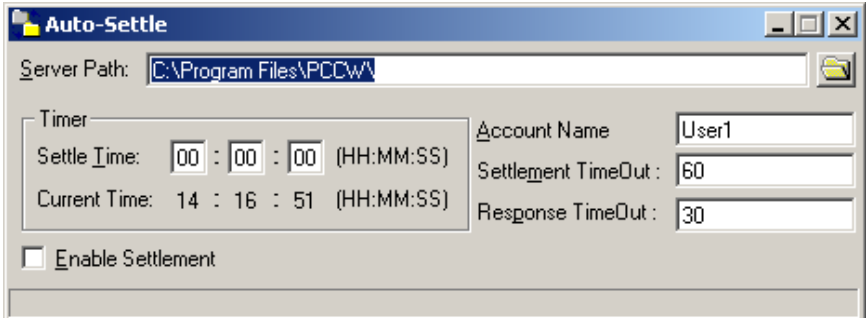 Auto-Settle
Server Path: C:\Program Files\PCCW\
Timer
Settle Time: 00 : 00 : 00 (HH:MM:SS)
Current Time: 14 : 16 : 51 (HH:MM:SS)
Account Name User1
Settlement TimeOut : 60
Response TimeOut : 30
Enable Settlement